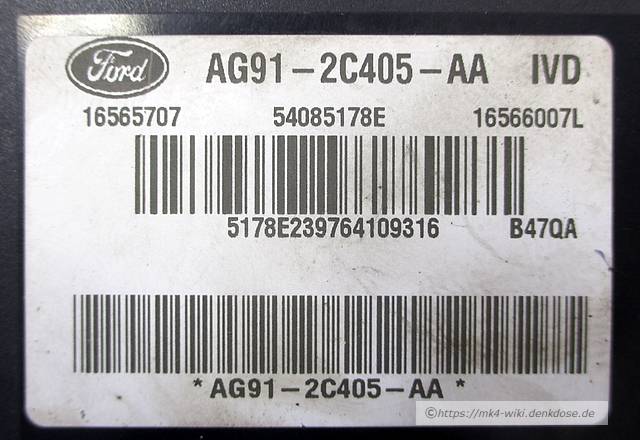 Ford AG91-2C405-AA IVD
16565707 54085178E 16566007L
5178E239764109316 B47QA
*AG91-2C405-AA*
©https://mk4-wiki.denkdose.de